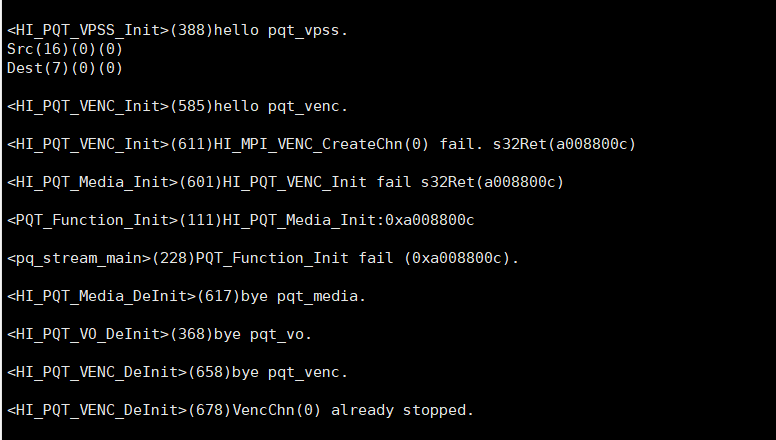 <HI_PQT_VPSS_Init>(388)hello pqt_vpss.
Src(16)(0)(0)
Dest(7)(0)(0)
<HI_PQT_VENC_Init>(585)hello pqt_venc.
<HI_PQT_VENC_Init>(611)HI_MPI_VENC_CreateChn(0) fail. s32Ret(a008800c)
<HI_PQT_Media_Init>(601)HI_PQT_VENC_Init fail s32Ret(a008800c)
<PQT_Function_Init>(111)HI_PQT_Media_Init:0xa008800c
<pq_stream_main>(228)PQT_Function_Init fail (0xa008800c).
<HI_PQT_Media_DeInit>(617)bye pqt_media.
<HI_PQT_VO_DeInit>(368)bye pqt_vo.
<HI_PQT_VENC_DeInit>(658)bye pqt_venc.
<HI_PQT_VENC_DeInit>(678)VencChn(0) already stopped.